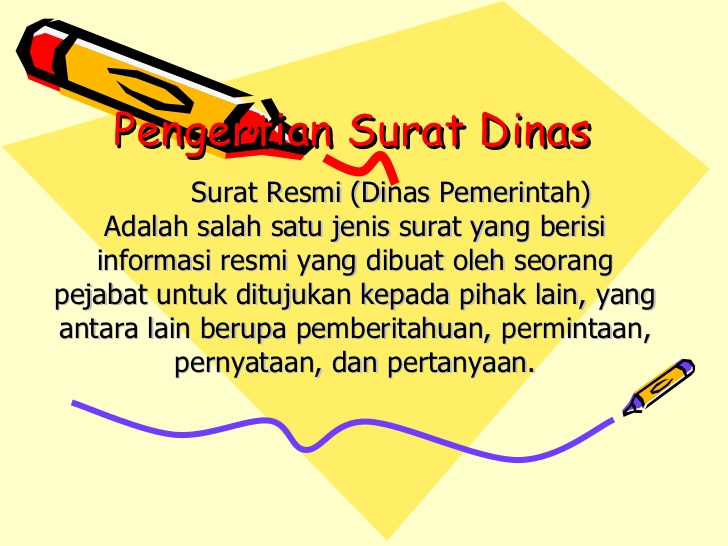 Pengertian Surat Dinas
Surat Resmi (Dinas Pemerintah)
Adalah salah satu jenis surat yang berisi
informasi resmi yang dibuat oleh seorang
pejabat untuk ditujukan kepada pihak lain, yang
antara lain berupa pemberitahuan, permintaan,
pernyataan, dan pertanyaan.